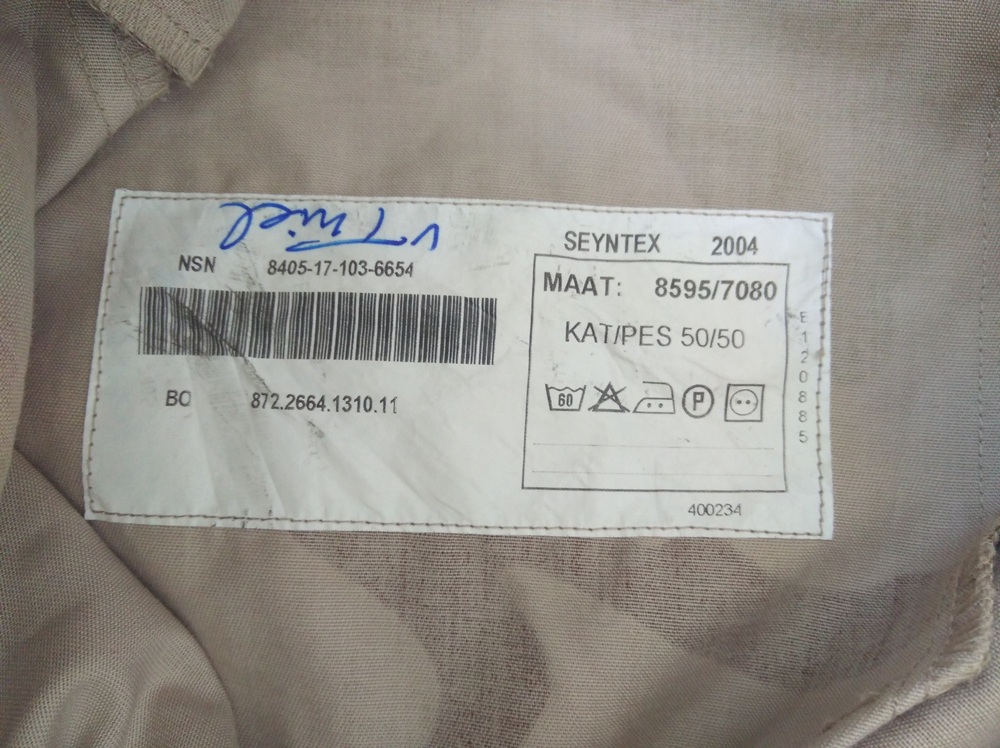 V Thiel
NSN 8405-17-103-6654
BO 872.2664.1310.11
SEYNTEX 2004
MAAT: 8595/7080
KAT/PES 50/50
60 P
400234
E120885